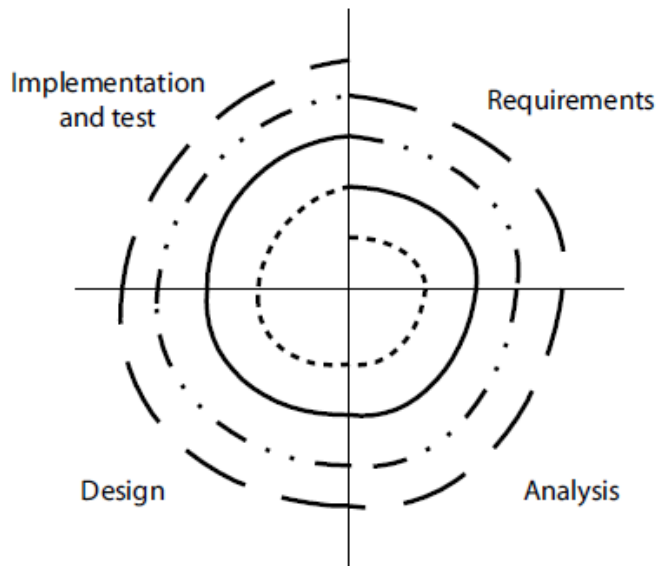 Implementation
and test
Requirements
Design
Analysis